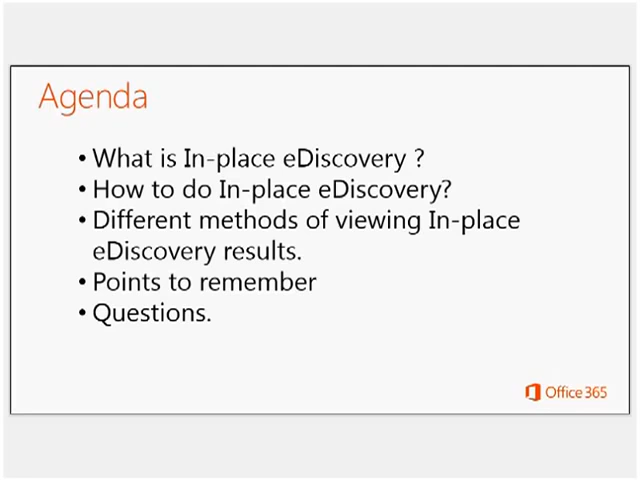 Agenda
• What is In-place eDiscovery ?
• How to do In-place eDiscovery?
• Different methods of viewing In-place
eDiscovery results.
• Points to remember
• Questions.
Office 365